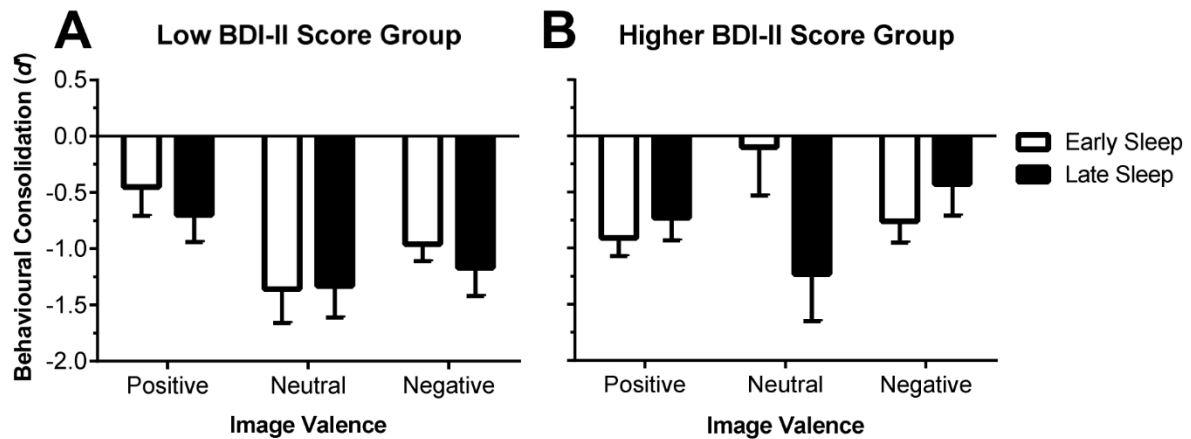 A Low BDI-II Score Group
B Higher BDI-II Score Group
Behavioural Consolidation (d')
0.5
0.0
-0.5
-1.0
-1.5
-2.0
Positive Neutral Negative
Image Valence
Positive Neutral Negative
Image Valence
Early Sleep
Late Sleep